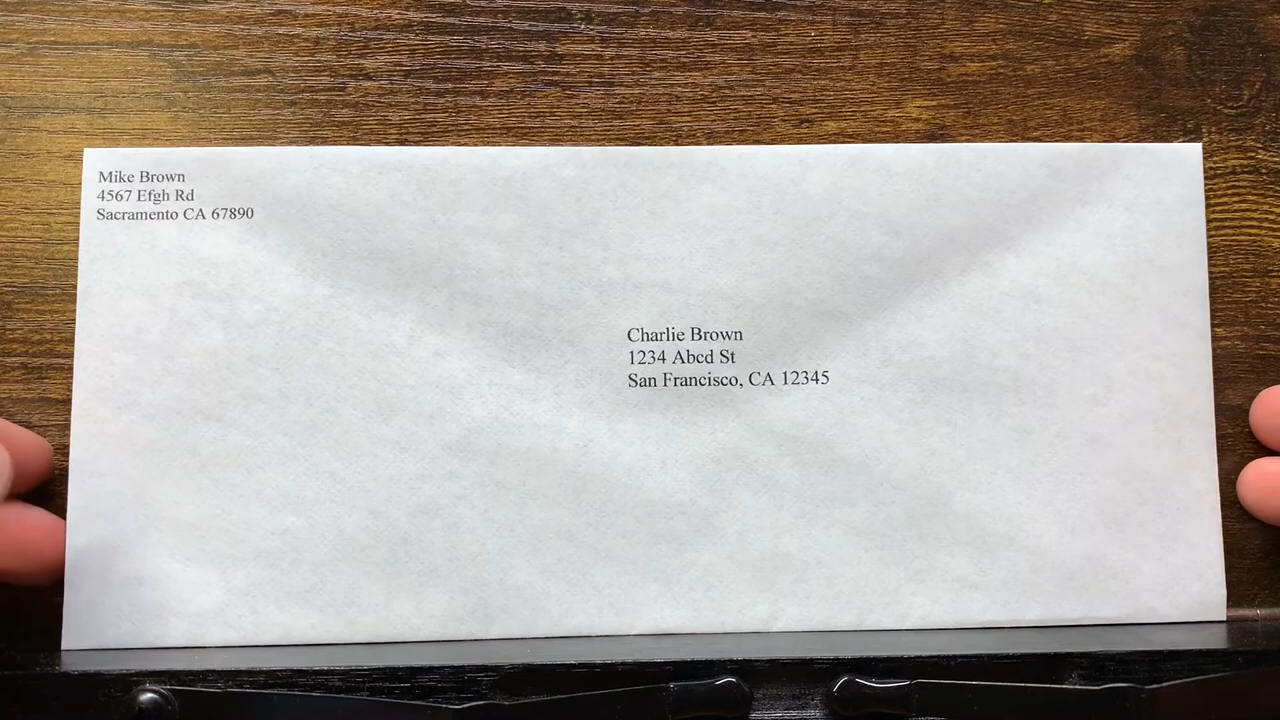 Mike Brown
4567 Efgh Rd
Sacramento CA 67890
Charlie Brown
1234 Abcd St
San Francisco, CA 12345